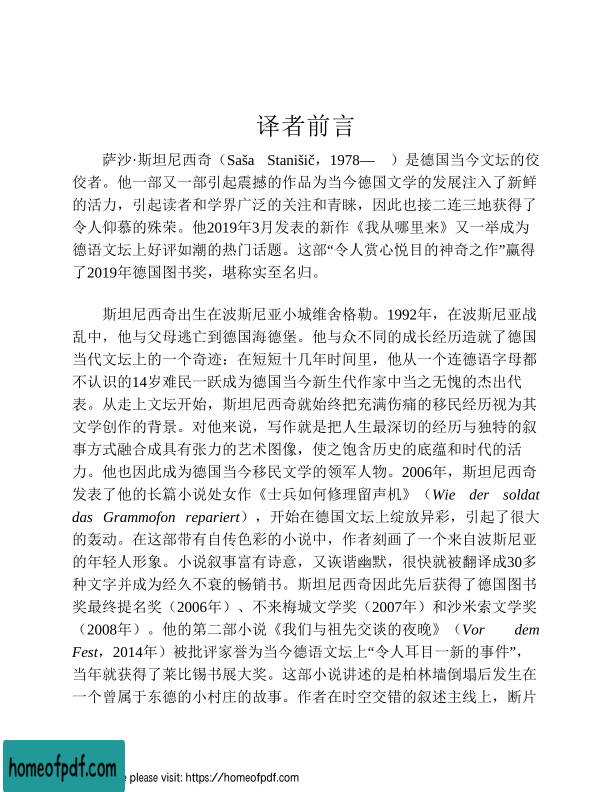 译者前言
萨沙·斯坦尼西奇（Saša Stanišič，1978— ）是德国当今文坛的佼
佼者。他一部又一部引起震撼的作品为当今德国文学的发展注入了新鲜
的活力，引起读者和学界广泛的关注和青睐，因此也接二连三地获得了
令人仰慕的殊荣。他2019年3月发表的新作《我从哪里来》又一举成为
德语文坛上好评如潮的热门话题。这部“令人赏心悦目的神奇之作”赢得
了2019年德国图书奖，堪称实至名归。
斯坦尼西奇出生在波斯尼亚小城维舍格勒。1992年，在波斯尼亚战
乱中，他与父母逃亡到德国海德堡。他与众不同的成长经历造就了德国
当代文坛上的一个奇迹：在短短十几年时间里，他从一个连德语字母都
不认识的14岁难民一跃成为德国当今新生代作家中当之无愧的杰出代
表。从走上文坛开始，斯坦尼西奇就始终把充满伤痛的移民经历视为其
文学创作的背景。对他来说，写作就是把人生最深切的经历与独特的叙
事方式融合成具有张力的艺术图像，使之饱含历史的底蕴和时代的活
力。他也因此成为德国当今移民文学的领军人物。2006年，斯坦尼西奇
发表了他的长篇小说处女作《士兵如何修理留声机》（Wie der soldat
das Grammofon repariert），开始在德国文坛上绽放异彩，引起了很大
的轰动。在这部带有自传色彩的小说中，作者刻画了一个来自波斯尼亚
的年轻人形象。小说叙事富有诗意，又诙谐幽默，很快就被翻译成30多
种文字并成为经久不衰的畅销书。斯坦尼西奇因此先后获得了德国图书
奖最终提名奖（2006年）、不来梅城文学奖（2007年）和沙米索文学奖
（2008年）。他的第二部小说《我们与祖先交谈的夜晚》（Vor dem
Fest，2014年）被批评家誉为当今德语文坛上“令人耳目一新的事件”，
当年就获得了莱比锡书展大奖。这部小说讲述的是柏林墙倒塌后发生在
一个曾属于东德的小村庄的故事。作者在时空交错的叙述主线上，断片
homeofpdf.com
e please visit: https://homeofpdf.com